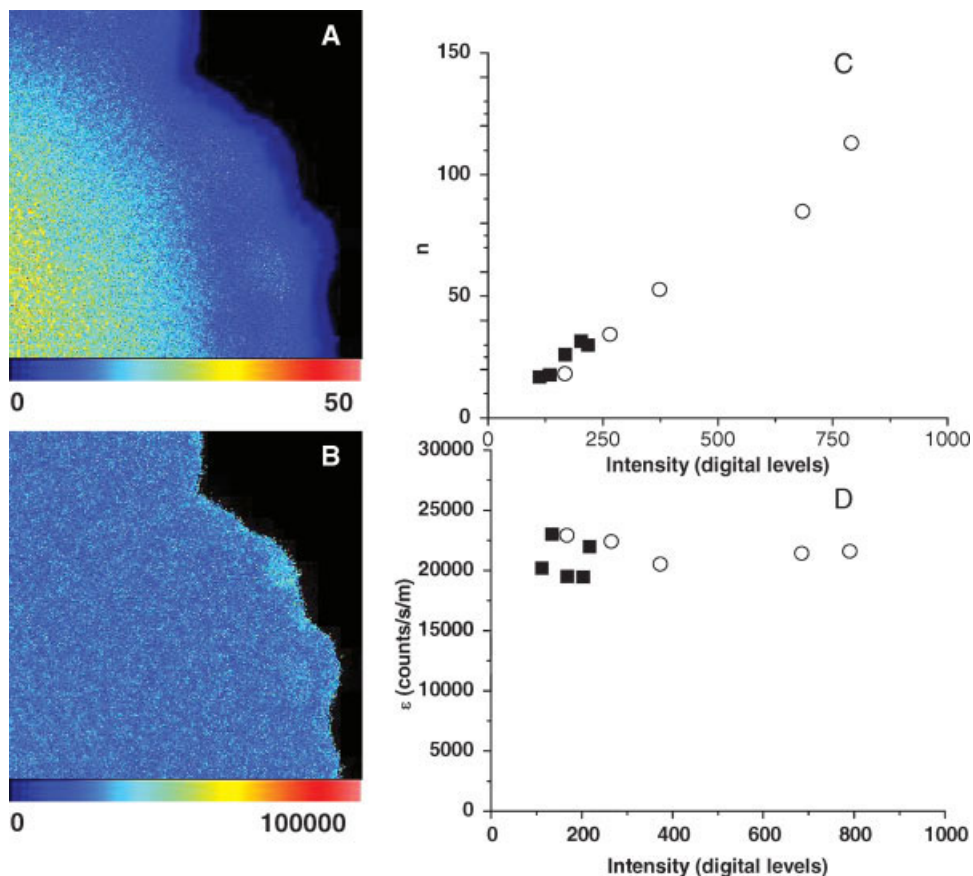 A
0 50
B
0 100000
C
150
100
50
0
n
0 250 500 750 1000
Intensity (digital levels)
D
30000
25000
20000
15000
10000
5000
0
ε (counts/s/m)
0 200 400 600 800 1000
Intensity (digital levels)